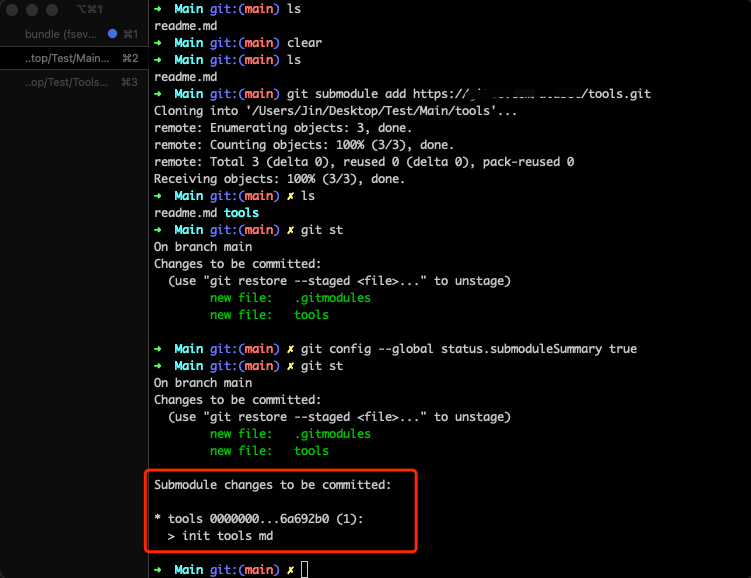 ⌥⌘1
bundle (fsev... ⌘1
..top/Test/Main... ⌘2
..op/Test/Tools... ⌘3
➜ Main git:(main) ls
readme.md
➜ Main git:(main) clear
➜ Main git:(main) ls
readme.md
➜ Main git:(main) git submodule add https:// /tools.git
Cloning into '/Users/Jin/Desktop/Test/Main/tools'...
remote: Enumerating objects: 3, done.
remote: Counting objects: 100% (3/3), done.
remote: Total 3 (delta 0), reused 0 (delta 0), pack-reused 0
Receiving objects: 100% (3/3), done.
➜ Main git:(main) ✗ ls
readme.md tools
➜ Main git:(main) ✗ git st
On branch main
Changes to be committed:
(use "git restore --staged <file>..." to unstage)
new file: .gitmodules
new file: tools
➜ Main git:(main) ✗ git config --global status.submoduleSummary true
➜ Main git:(main) ✗ git st
On branch main
Changes to be committed:
(use "git restore --staged <file>..." to unstage)
new file: .gitmodules
new file: tools
Submodule changes to be committed:
* tools 0000000...6a692b0 (1):
> init tools md
➜ Main git:(main) ✗